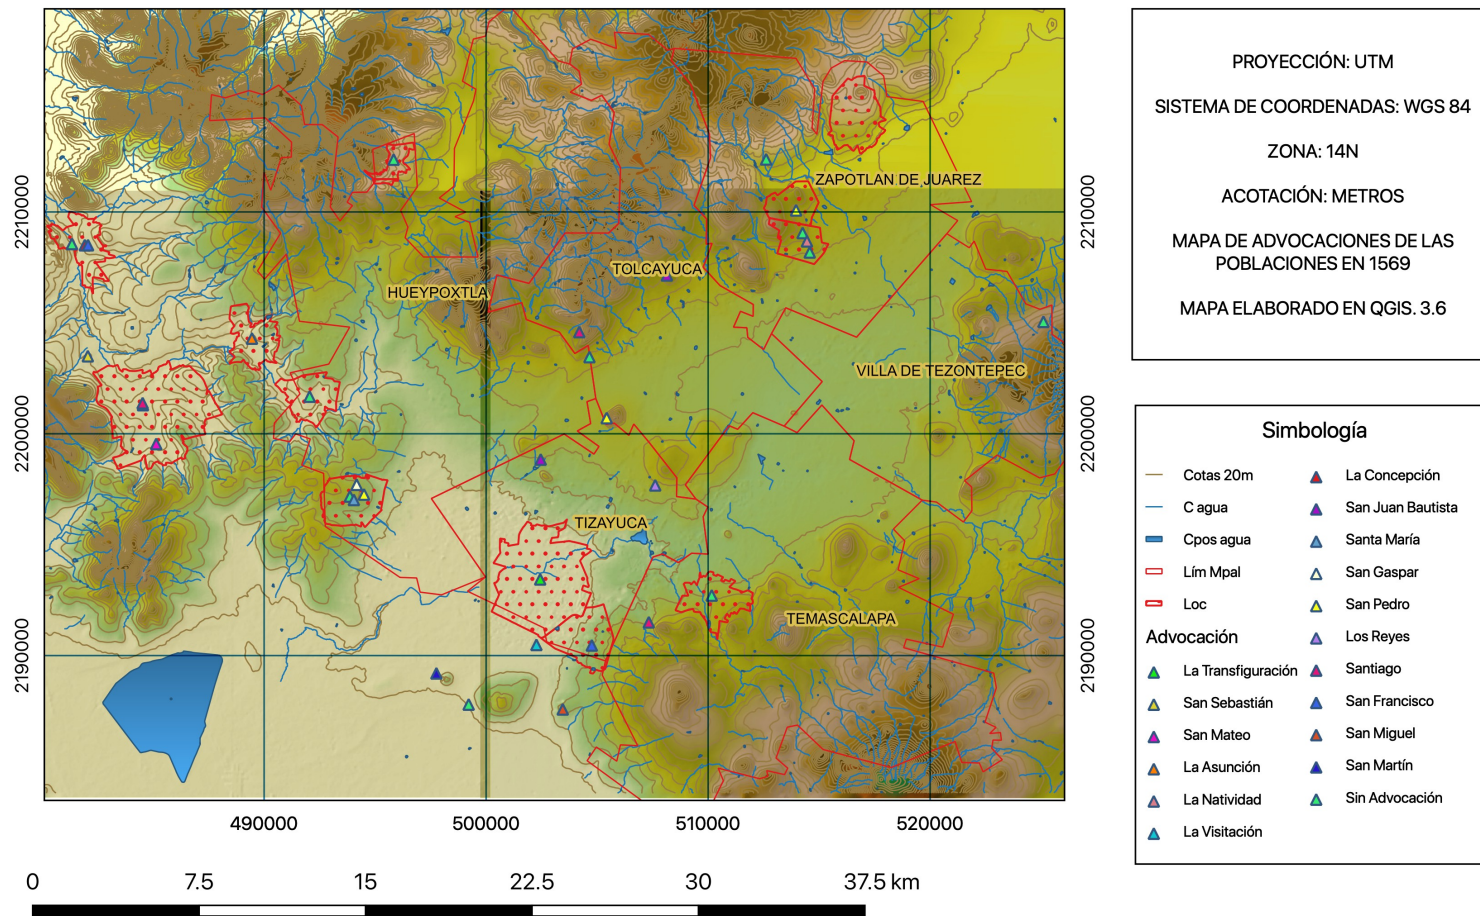 PROYECCIÓN: UTM
SISTEMA DE COORDENADAS: WGS 84
ZONA: 14N
ACOTACIÓN: METROS
MAPA DE ADVOCACIONES DE LAS
POBLACIONES EN 1569
MAPA ELABORADO EN QGIS. 3.6
ZAPOTLAN DE JUAREZ
TOLCAYUCA
HUEYPOXTLA
VILLA DE TEZONTEPEC
TIZAYUCA
TEMASCALAPA
2210000
2200000
2190000
2210000
2200000
2190000
490000
500000
510000
520000
0
7.5
15
22.5
30
37.5 km
Simbología
Cotas 20m
C agua
Cpos agua
Lím Mpal
Loc
Advocación
La Transfiguración
San Sebastián
San Mateo
La Asunción
La Natividad
La Visitación
La Concepción
San Juan Bautista
Santa María
San Gaspar
San Pedro
Los Reyes
Santiago
San Francisco
San Miguel
San Martín
Sin Advocación